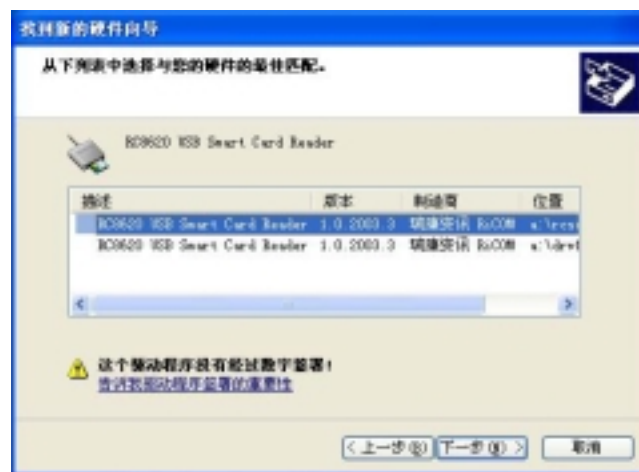 找到新的硬件向导
从下列表中选择与您的硬件的最佳匹配。
USB Smart Card Reader
描述 版本 制造商 位置
USB Smart Card Reader 1.0.2003.3 资讯
USB Smart Card Reader 1.0.2003.3 资讯
这个驱动程序没有经过数字签署!
告诉我驱动程序签署的重要性
< 上一步(B) 下一步(N) > 取消